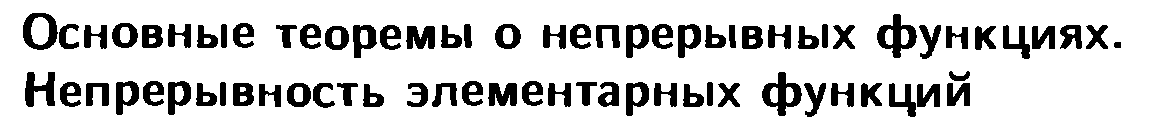 Основные теоремы о непрерывных функциях.
Непрерывность элементарных функций